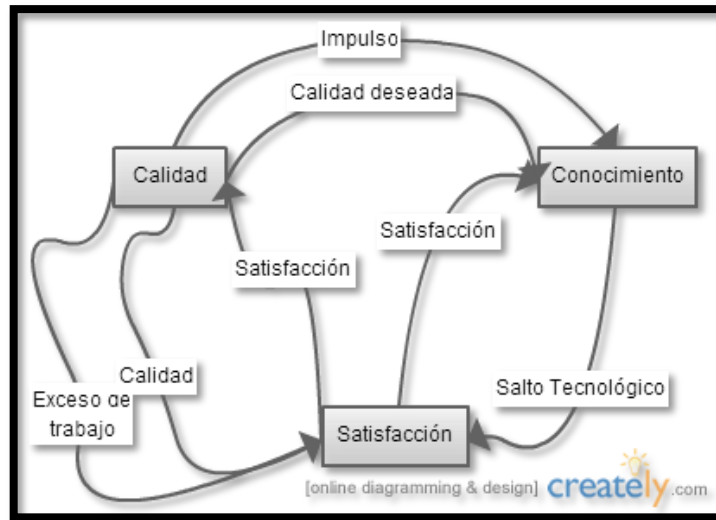 Impulso
Calidad deseada
Calidad
Conocimiento
Satisfacción
Satisfacción
Calidad
Exceso de
trabajo
Salto Tecnológico
Satisfacción
[online diagramming & design] creately.com